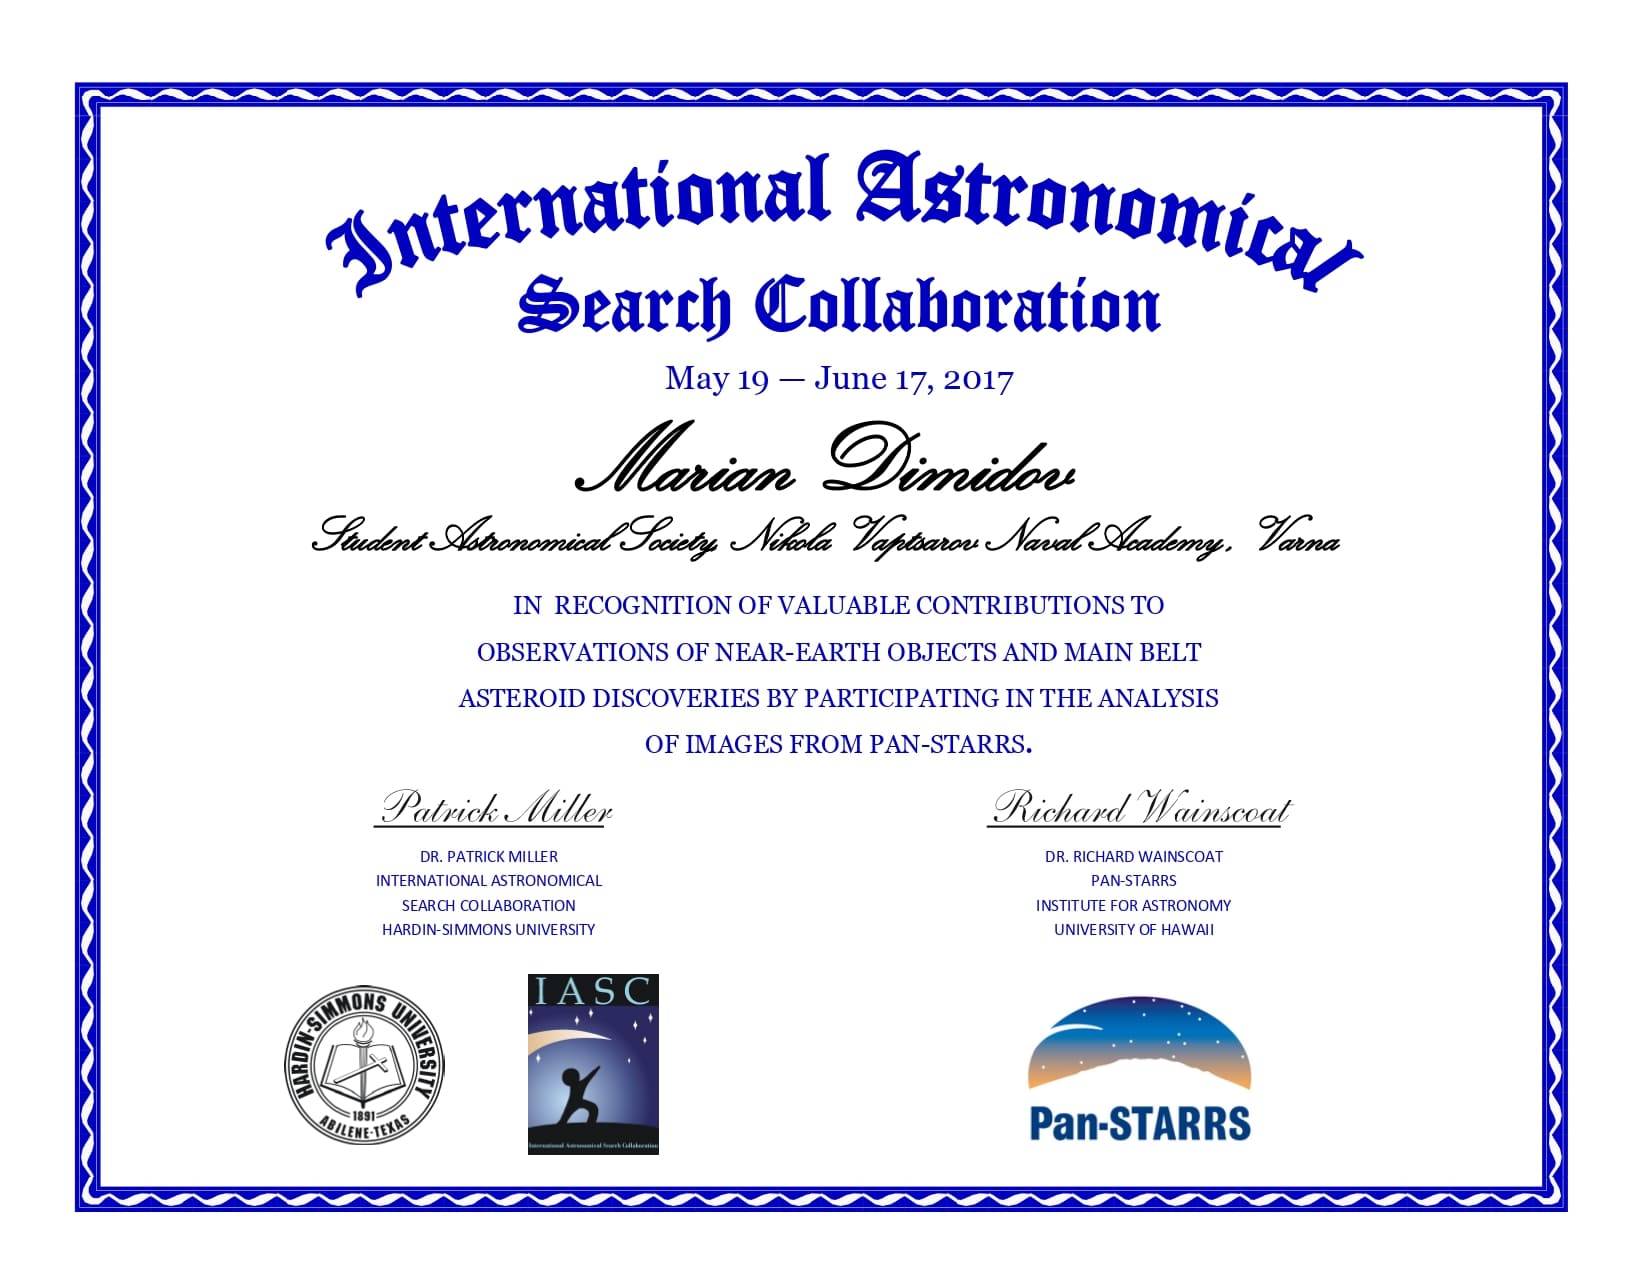 International Astronomical
Search Collaboration
May 19 — June 17, 2017
Marian Dimidov
Student Astronomical Society, Nikola Vaptsarov Naval Academy, Varna
IN RECOGNITION OF VALUABLE CONTRIBUTIONS TO
OBSERVATIONS OF NEAR-EARTH OBJECTS AND MAIN BELT
ASTEROID DISCOVERIES BY PARTICIPATING IN THE ANALYSIS
OF IMAGES FROM PAN-STARRS.
Patrick Miller
DR. PATRICK MILLER
INTERNATIONAL ASTRONOMICAL
SEARCH COLLABORATION
HARDIN-SIMMONS UNIVERSITY
Richard Wainscoat
DR. RICHARD WAINSCOAT
PAN-STARRS
INSTITUTE FOR ASTRONOMY
UNIVERSITY OF HAWAII
HARDIN-SIMMONS UNIVERSITY
1891
ABILENE-TEXAS
IASC
International Astronomical Search Collaboration
Pan-STARRS